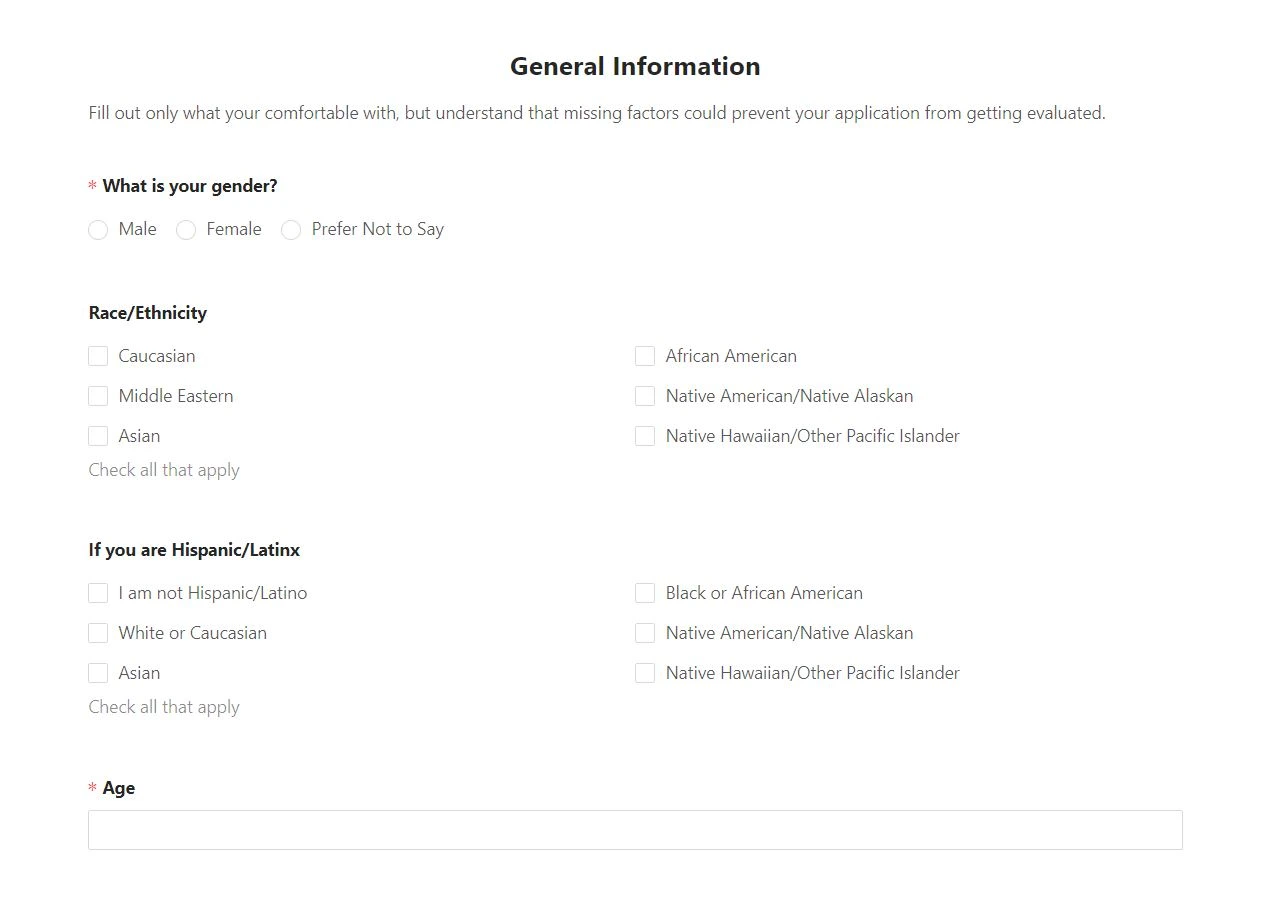 General Information
Fill out only what your comfortable with, but understand that missing factors could prevent your application from getting evaluated.
* What is your gender?
Male Female Prefer Not to Say
Race/Ethnicity
Caucasian African American
Middle Eastern Native American/Native Alaskan
Asian Native Hawaiian/Other Pacific Islander
Check all that apply
If you are Hispanic/Latinx
I am not Hispanic/Latino Black or African American
White or Caucasian Native American/Native Alaskan
Asian Native Hawaiian/Other Pacific Islander
Check all that apply
* Age